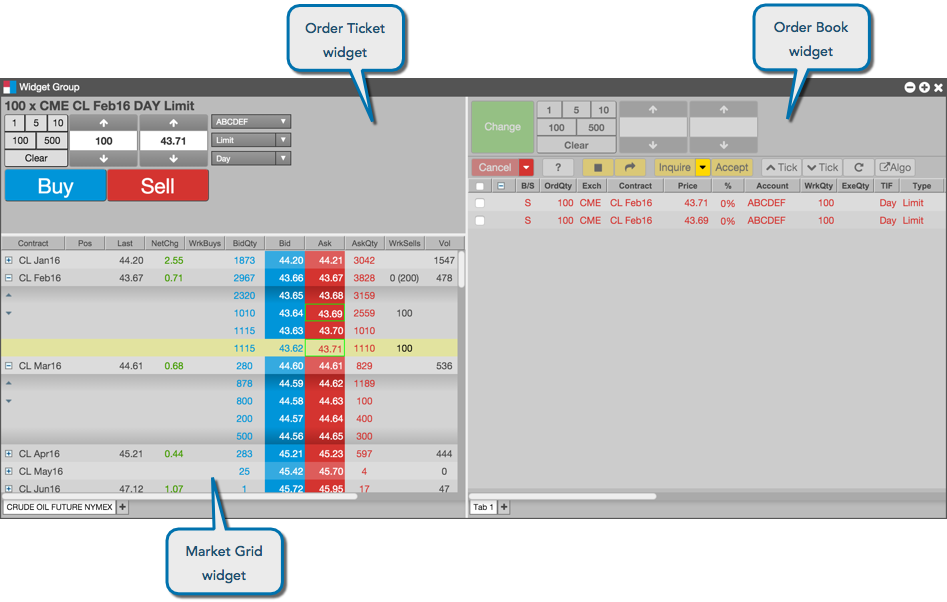 Order Ticket
widget
Order Book
widget
Widget Group
100 x CME CL Feb16 DAY Limit
1 5 10
100 500
Clear
100
43.71
ABCDEF
Limit
Day
Buy Sell
Contract Pos Last NetChg WrkBuys BidQty Bid Ask AskQty WrkSells Vol
CL Jan16 44.20 2.55 1873 44.20 44.21 3042 1547
CL Feb16 43.67 0.71 2967 43.66 43.67 3828 0 (200) 478
2320 43.65 43.68 3159
1010 43.64 43.69 2559 100
1115 43.63 43.70 1010
1115 43.62 43.71 1110 100
CL Mar16 44.61 0.68 280 44.60 44.61 829 536
878 44.59 44.62 1189
800 44.58 44.63 100
200 44.57 44.64 400
500 44.56 44.65 300
CL Apr16 45.21 0.44 283 45.21 45.23 597 444
CL May16 25 45.42 45.70 4 0
CL Jun16 47.12 1.07 1 45.72 45.95 17 47
CRUDE OIL FUTURE NYMEX +
Change
1 5 10
100 500
Clear
Cancel ? Inquire Accept Tick Tick C Algo
B/S OrdQty Exch Contract Price % Account WrkQty ExeQty TIF Type
S 100 CME CL Feb16 43.71 0% ABCDEF 100 Day Limit
S 100 CME CL Feb16 43.69 0% ABCDEF 100 Day Limit
Tab 1 +
Market Grid
widget